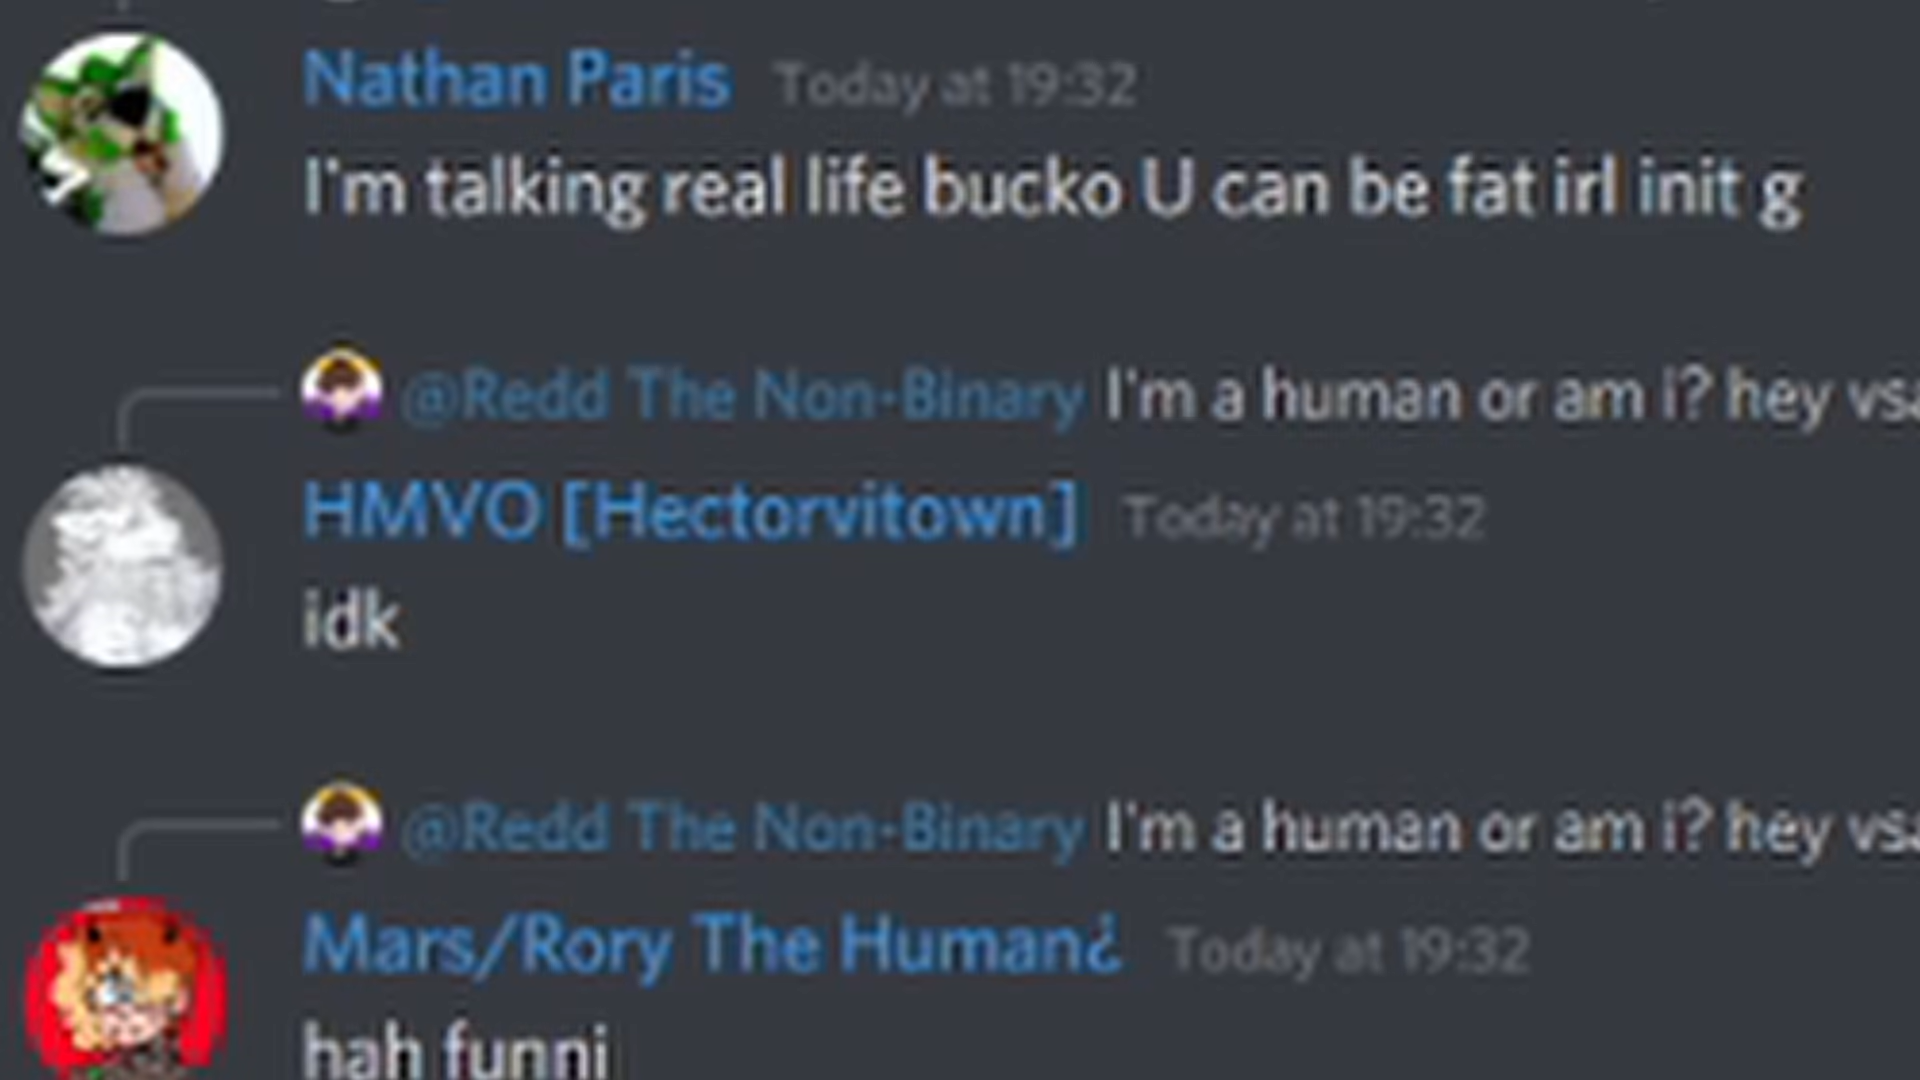 Nathan Paris Today at 19:32
I'm talking real life bucko U can be fat irl init g
@Redd The Non-Binary I'm a human or am i? hey
HMVO [Hectorvitown] Today at 19:32
idk
@Redd The Non-Binary I'm a human or am i? hey
Mars/Rory The Human¿ Today at 19:32
hah funni